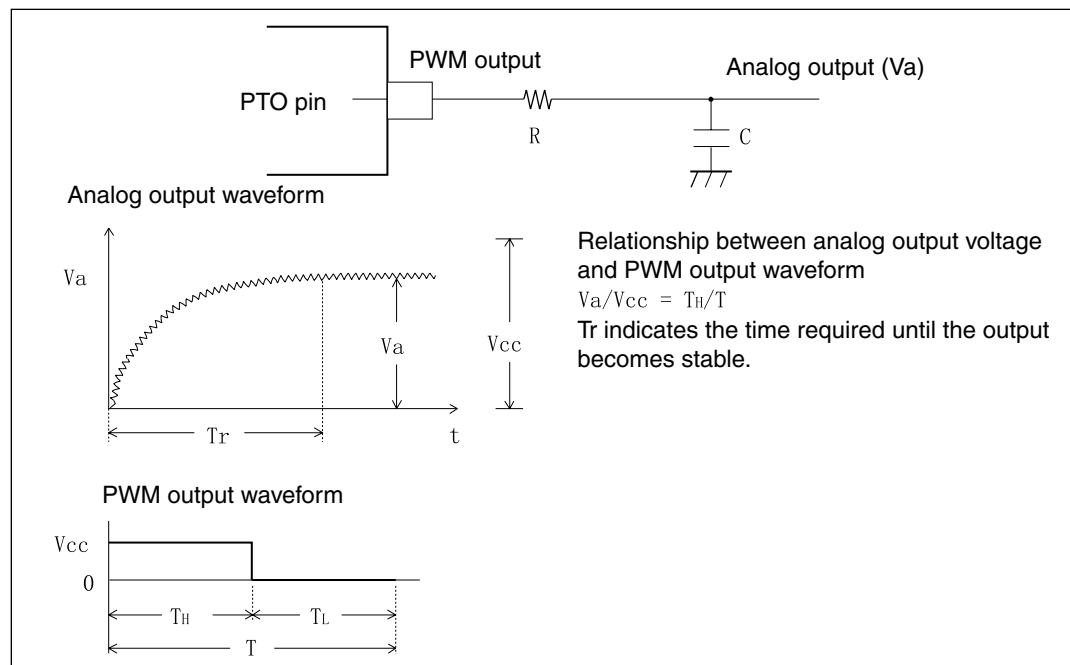 PWM output
Analog output (Va)
PTO pin
R
C
Analog output waveform
Va
Va
Vcc
Tr
t
Relationship between analog output voltage
and PWM output waveform
Va/Vcc = TH/T
Tr indicates the time required until the output
becomes stable.
PWM output waveform
Vcc
0
TH
TL
T